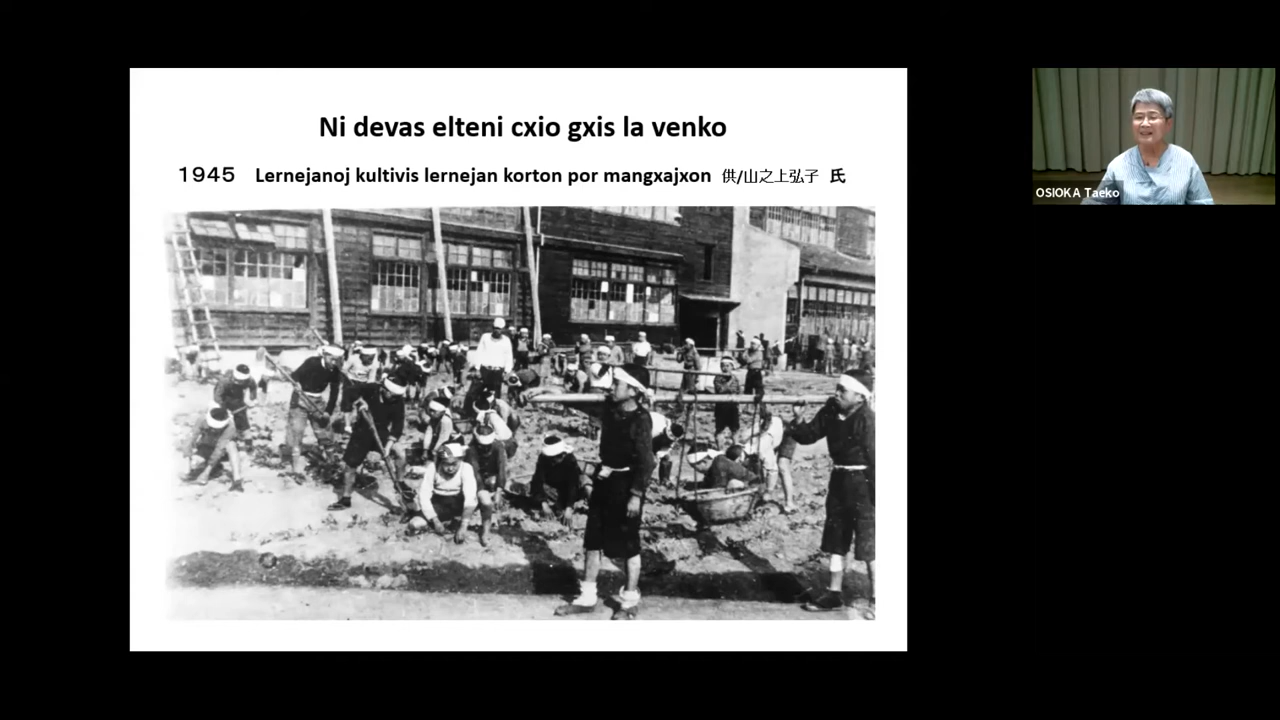 Ni devas elteni cxio gxis la venko
1945 Lernejanoj kultivis lernejan korton por mangxajxon 供/山之上弘子 氏
OSIOKA Taeko